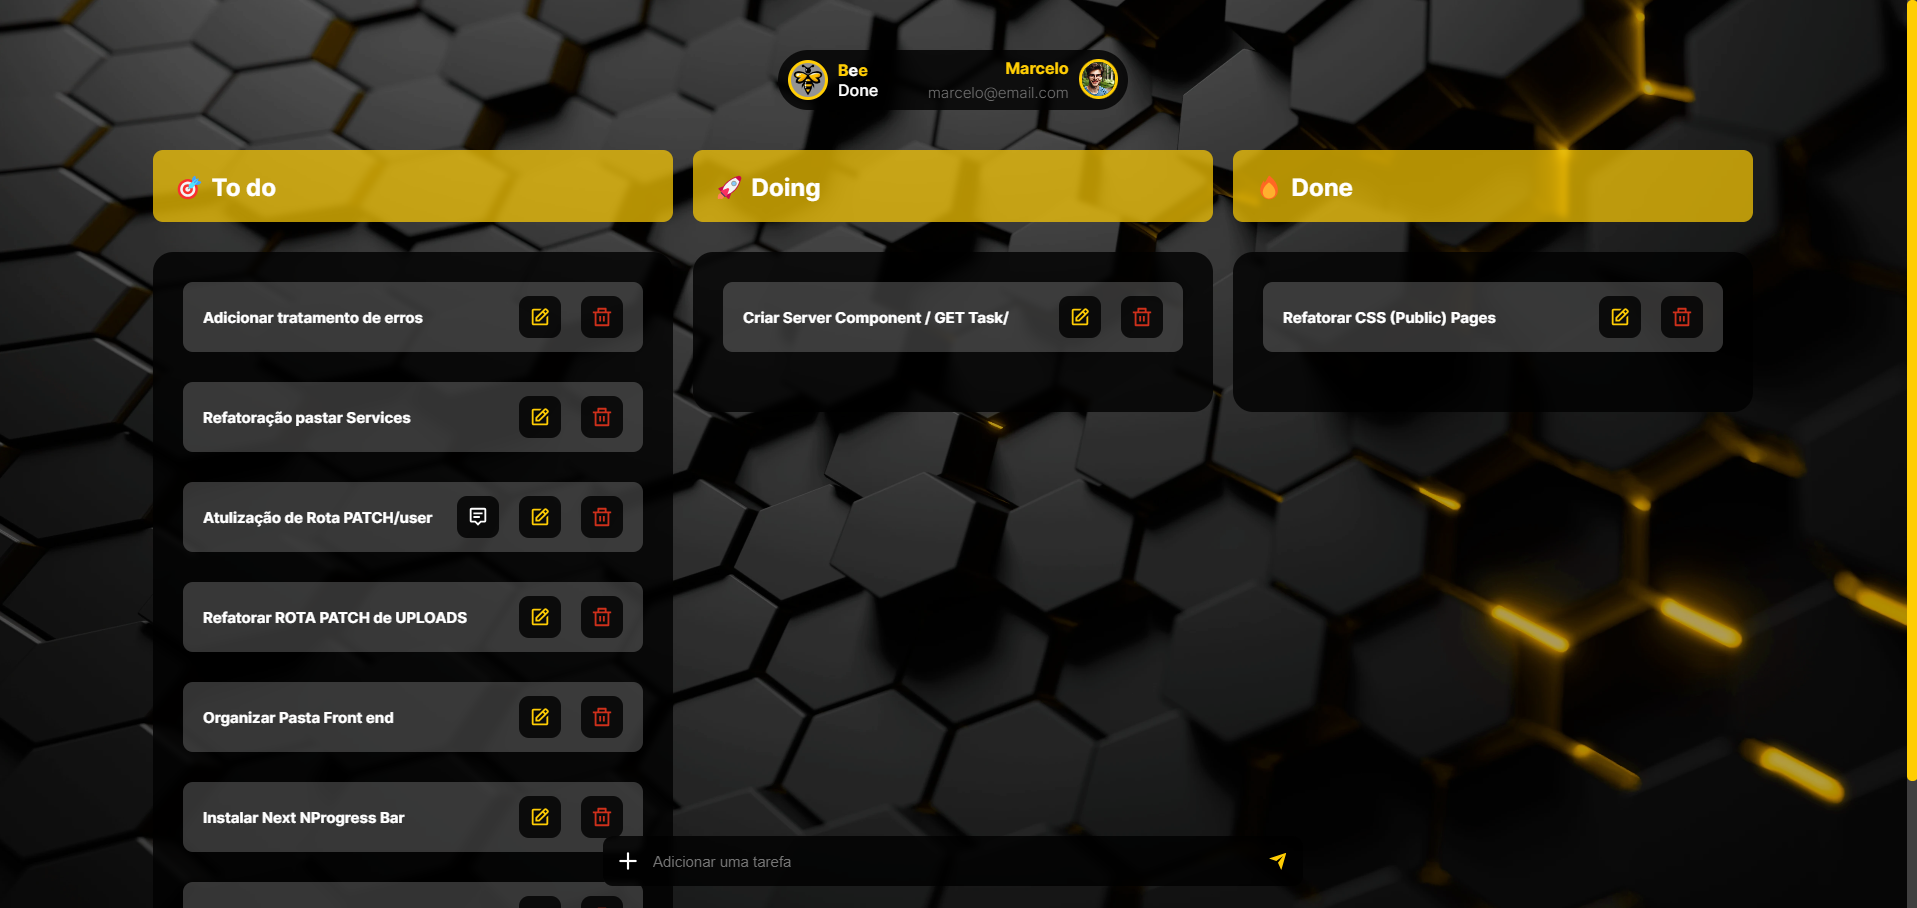 Bee
Done
Marcelo
marcelo@email.com
🎯 To do
🚀 Doing
🔥 Done
Adicionar tratamento de erros
Refatoração pastar Services
Atulização de Rota PATCH/user
Refatorar ROTA PATCH de UPLOADS
Organizar Pasta Front end
Instalar Next NProgress Bar
Criar Server Component / GET Task/
Refatorar CSS (Public) Pages
Adicionar uma tarefa